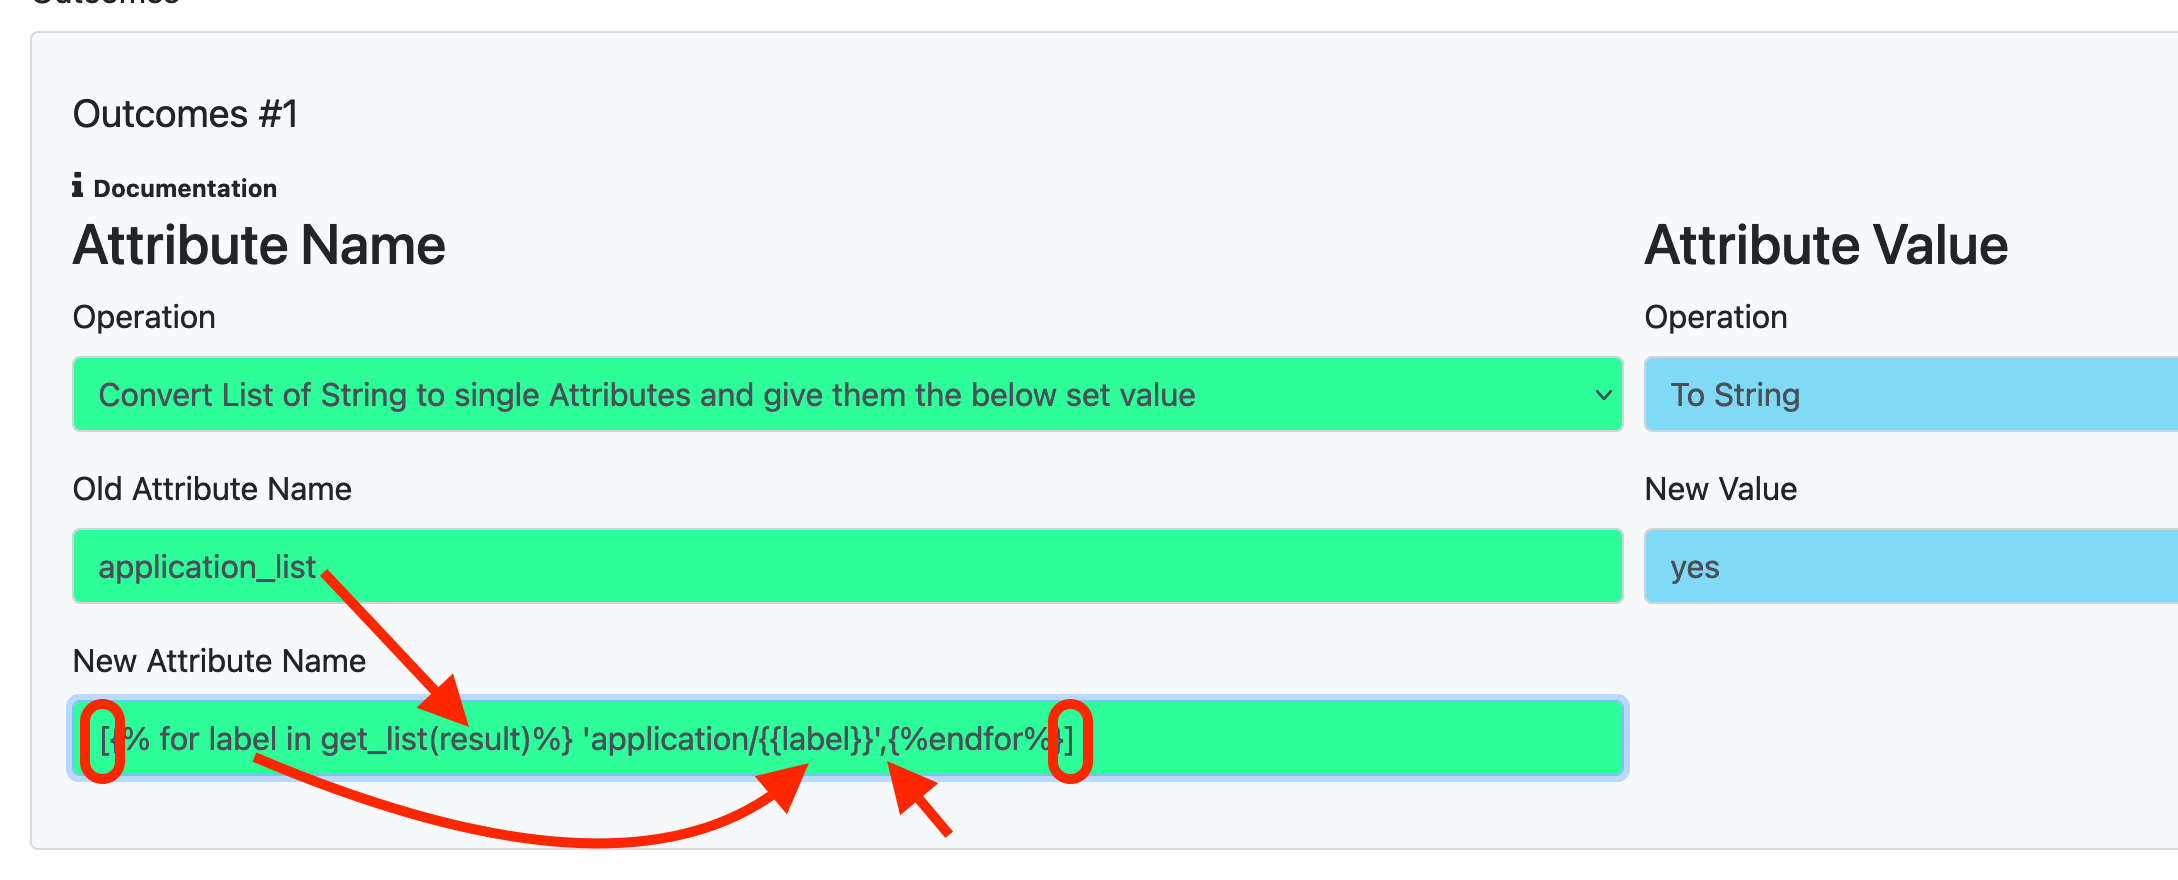 Outcomes
Outcomes #1
Documentation
Attribute Name
Attribute Value
Operation
Operation
Convert List of String to single Attributes and give them the below set value
To String
Old Attribute Name
New Value
application_list
yes
New Attribute Name
[{% for label in get_list(result)%} 'application/{{label}}',{%endfor%}]